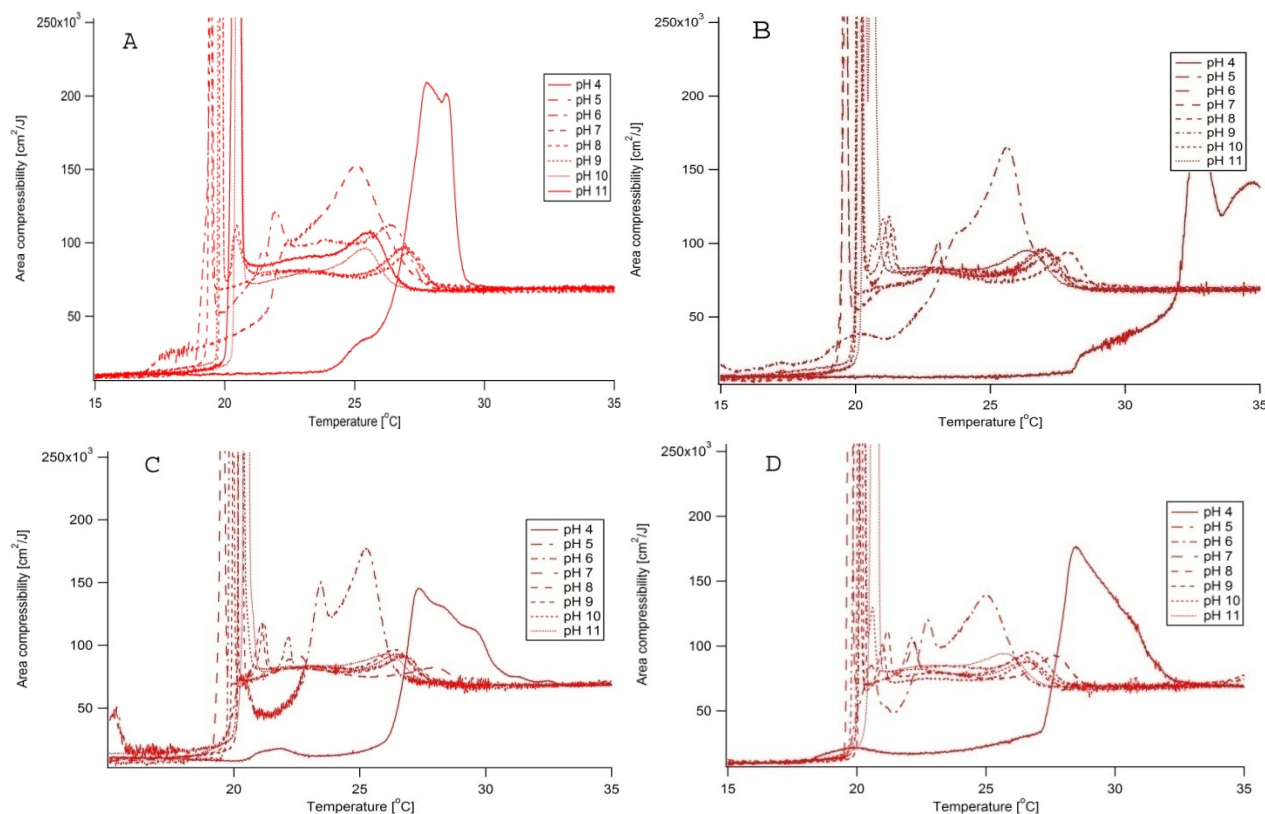 A
250x10³
200
150
100
50
Area compressibility [cm²/J]
pH 4
pH 5
pH 6
pH 7
pH 8
pH 9
pH 10
pH 11
15 20 25 30 35
Temperature [°C]
B
250x10³
200
150
100
50
Area compressibility [cm²/J]
pH 4
pH 5
pH 6
pH 7
pH 8
pH 9
pH 10
pH 11
15 20 25 30 35
Temperature [°C]
C
250x10³
200
150
100
50
Area compressibility [cm²/J]
pH 4
pH 5
pH 6
pH 7
pH 8
pH 9
pH 10
pH 11
20 25 30 35
Temperature [°C]
D
250x10³
200
150
100
50
Area compressibility [cm²/J]
pH 4
pH 5
pH 6
pH 7
pH 8
pH 9
pH 10
pH 11
15 20 25 30 35
Temperature [°C]